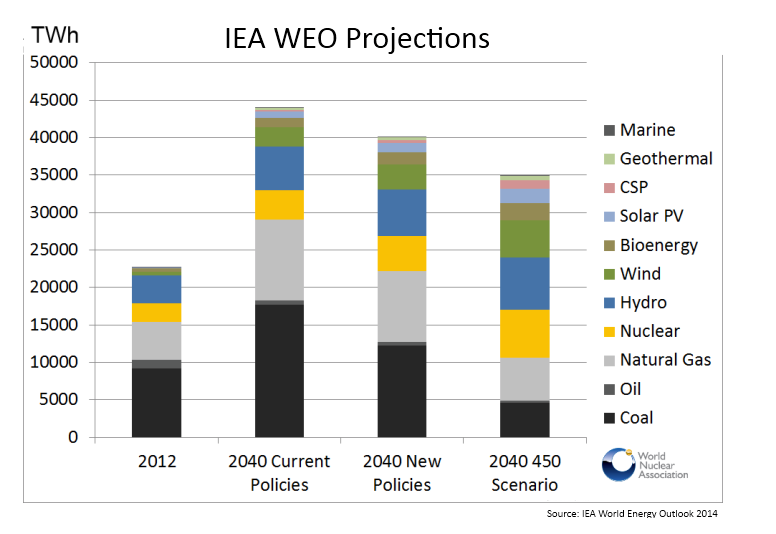 TWh
IEA WEO Projections
50000
45000
40000
35000
30000
25000
20000
15000
10000
5000
0
2012
2040 Current
Policies
2040 New
Policies
2040 450
Scenario
Marine
Geothermal
CSP
Solar PV
Bioenergy
Wind
Hydro
Nuclear
Natural Gas
Oil
Coal
World
Nuclear
Association
Source: IEA World Energy Outlook 2014